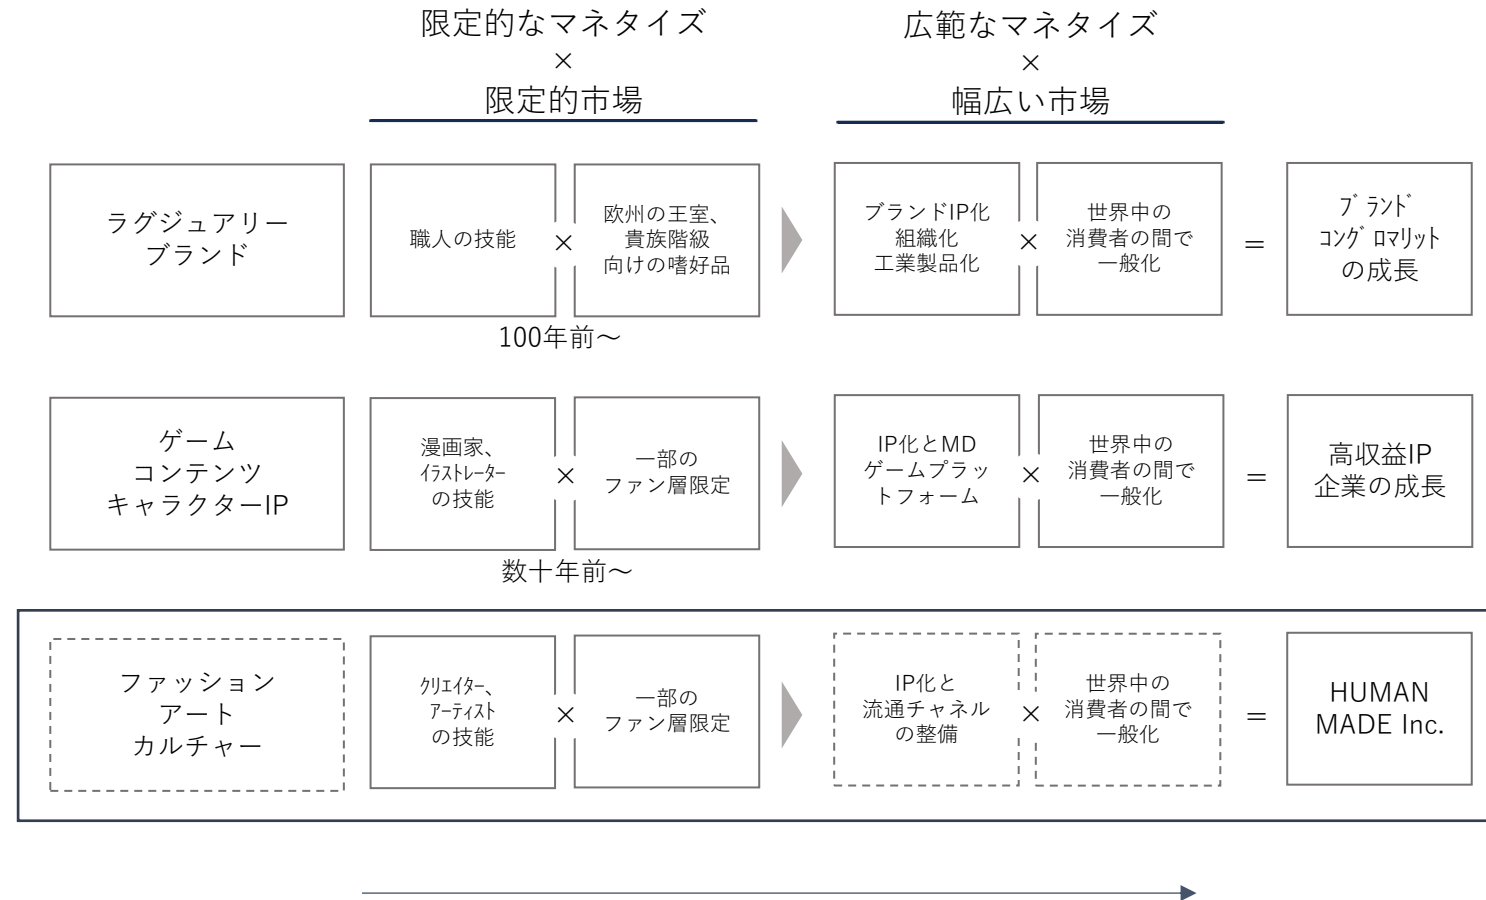 限定的なマネタイズ
×
限定的市場
広範なマネタイズ
×
幅広い市場
ラグジュアリー
ブランド
職人の技能
×
欧州の王室、
貴族階級
向けの嗜好品
ブランドIP化
組織化
工業製品化
×
世界中の
消費者の間で
一般化
=
ﾌﾞﾗﾝﾄﾞ
ｺﾝｸﾞﾛﾏﾘｯﾄ
の成長
100年前～
ゲーム
コンテンツ
キャラクターIP
漫画家、
ｲﾗｽﾄﾚｰﾀｰ
の技能
×
一部の
ファン層限定
IP化とMD
ゲームプラッ
トフォーム
×
世界中の
消費者の間で
一般化
=
高収益IP
企業の成長
数十年前～
ファッション
アート
カルチャー
ｸﾘｴｲﾀｰ、
ｱｰﾃｨｽﾄ
の技能
×
一部の
ファン層限定
IP化と
流通チャネル
の整備
×
世界中の
消費者の間で
一般化
=
HUMAN
MADE Inc.